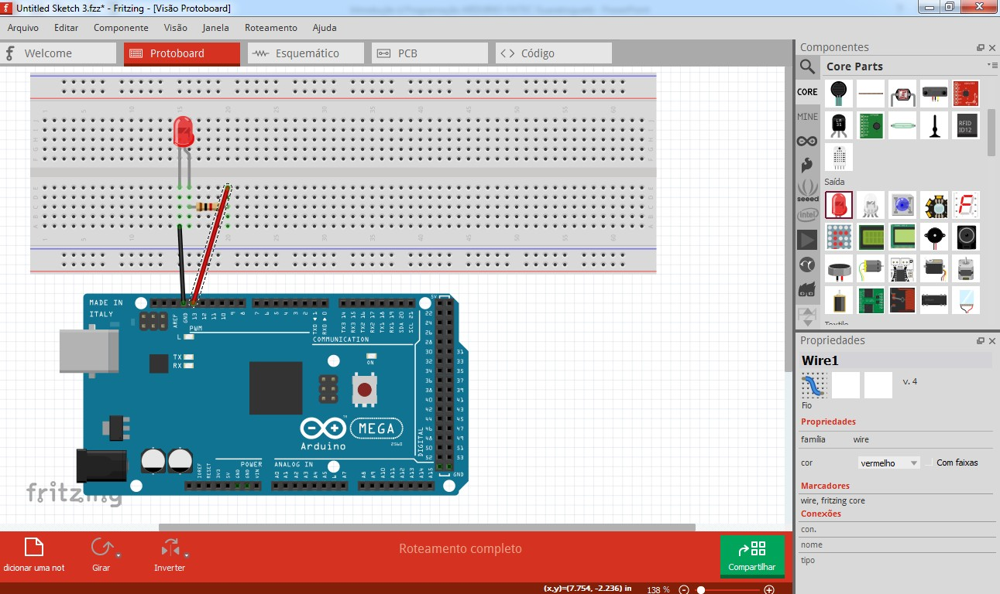 Untitled Sketch 3.fzz* - Fritzing - [Visão Protoboard]
Arquivo Editar Componente Visão Janela Roteamento Ajuda
Welcome Protoboard Esquemático PCB Código
Componentes
Core Parts
CORE
MINE
seeed
intel
LM
35
RFID
ID12
Saída
MADE IN
ITALY
AREF GND 13 12 11 10 9 8 7 6 5 4 3 2 1 0
TX0 RX0 TX3 14 RX3 15 TX2 16 RX2 17 TX1 18 RX1 19 SDA 20 SCL 21
5V
PWM
COMMUNICATION
L
TX
RX
ON
22
24
26
28
30 31
32 33
34 35
36 37
38 39
40 41
42 43
44 45
46 47
48 49
50 51
52 53
GND
DIGITAL
MEGA
2560
Arduino
POWER ANALOG IN
IOREF RESET 3V3 5V GND GND VIN A0 A1 A2 A3 A4 A5 A6 A7 A8 A9 A10 A11 A12 A13 A14 A15
fritzing
Propriedades
Wire1
v. 4
Fio
Propriedades
família wire
cor vermelho Com faixas
Marcadores
wire, fritzing core
Conexões
con.
nome
tipo
dicionar uma not Girar Inverter
Roteamento completo
Compartilhar
(x,y)=(7.754, -2.236) in 138 %